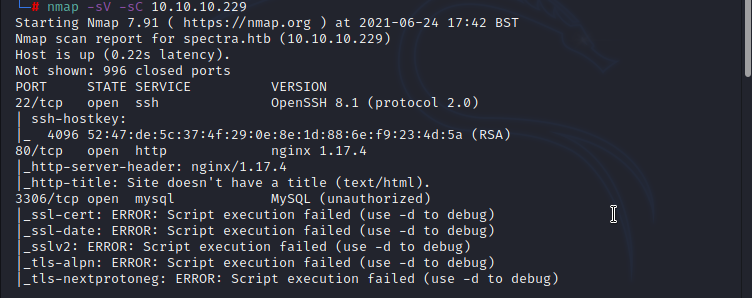 └─# nmap -sV -sC 10.10.10.229
Starting Nmap 7.91 ( https://nmap.org ) at 2021-06-24 17:42 BST
Nmap scan report for spectra.htb (10.10.10.229)
Host is up (0.22s latency).
Not shown: 996 closed ports
PORT     STATE SERVICE          VERSION
22/tcp   open  ssh              OpenSSH 8.1 (protocol 2.0)
| ssh-hostkey:
|_  4096 52:47:de:5c:37:4f:29:0e:8e:1d:88:6e:f9:23:4d:5a (RSA)
80/tcp   open  http             nginx 1.17.4
|_http-server-header: nginx/1.17.4
|_http-title: Site doesn't have a title (text/html).
3306/tcp open  mysql            MySQL (unauthorized)
|_ssl-cert: ERROR: Script execution failed (use -d to debug)
|_ssl-date: ERROR: Script execution failed (use -d to debug)
|_sslv2: ERROR: Script execution failed (use -d to debug)
|_tls-alpn: ERROR: Script execution failed (use -d to debug)
|_tls-nextprotoneg: ERROR: Script execution failed (use -d to debug)